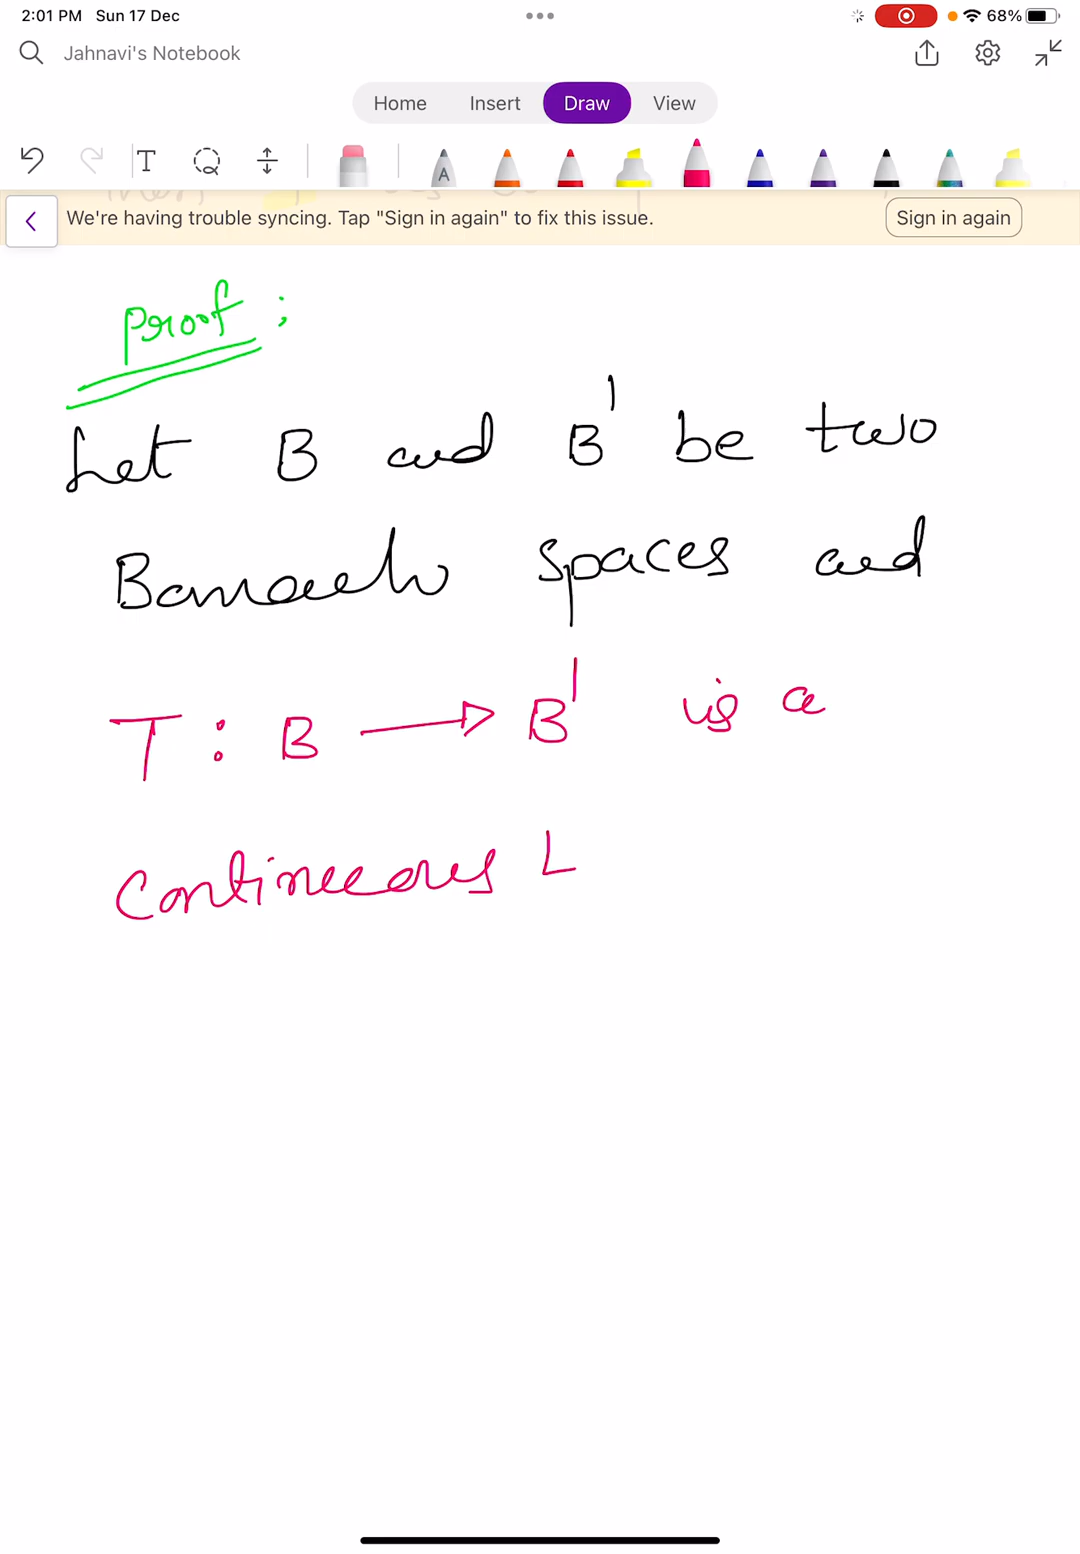 2:01 PM Sun 17 Dec
68%
Jahnavi's Notebook
Home Insert Draw View
T
A
We're having trouble syncing. Tap "Sign in again" to fix this issue.
Sign in again
Proof :
Let B and B' be two
Banach spaces and
T : B → B' is a
Continuous L